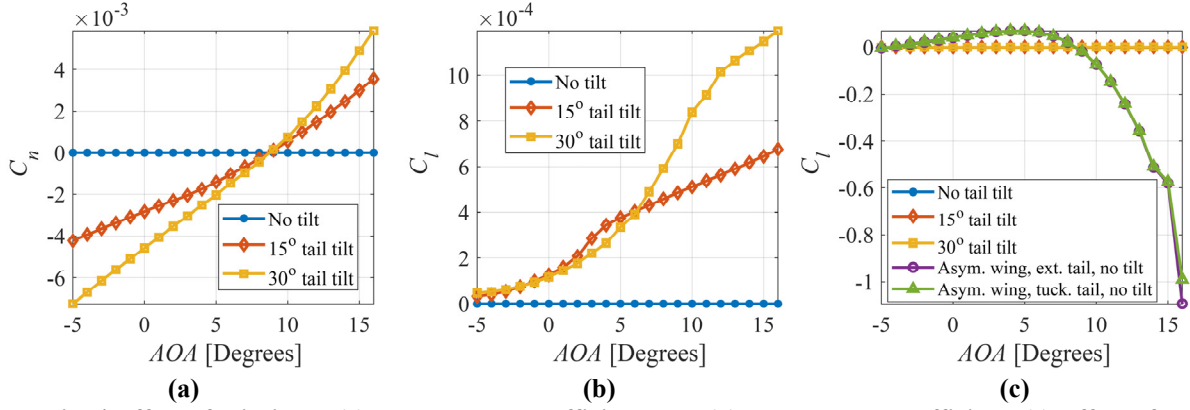 ×10⁻³
4
2
0
-2
-4
-6
-5 0 5 10 15
C_n
AOA [Degrees]
No tilt
15° tail tilt
30° tail tilt
(a)
×10⁻⁴
10
8
6
4
2
0
-5 0 5 10 15
C_l
AOA [Degrees]
No tilt
15° tail tilt
30° tail tilt
(b)
0
-0.2
-0.4
-0.6
-0.8
-1
-5 0 5 10 15
C_l
AOA [Degrees]
No tail tilt
15° tail tilt
30° tail tilt
Asym. wing, ext. tail, no tilt
Asym. wing, tuck. tail, no tilt
(c)